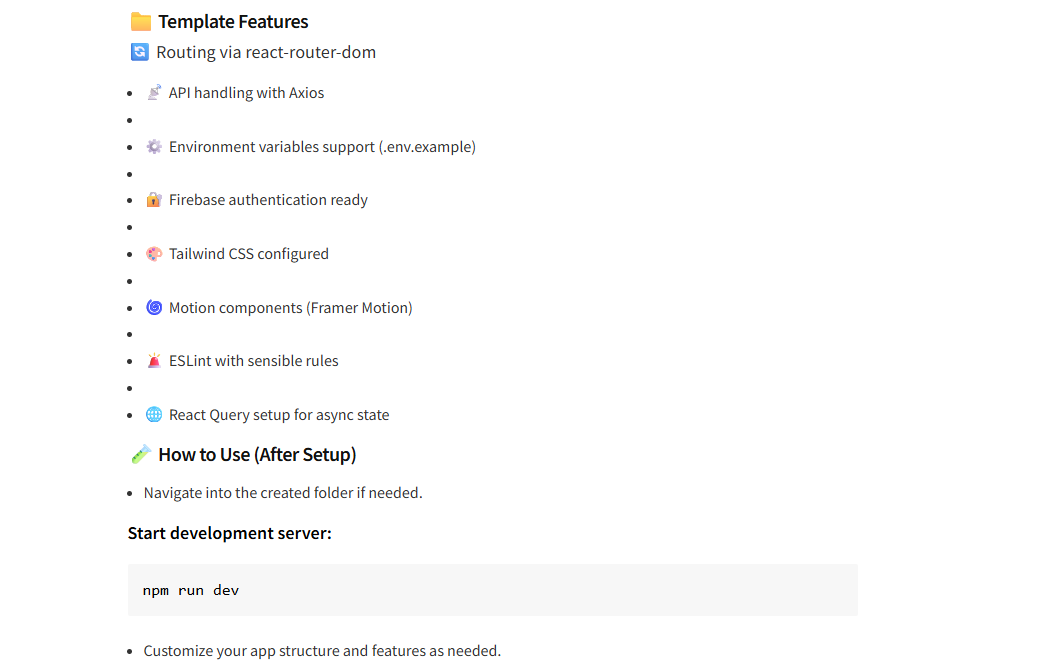 📁 Template Features
🔄 Routing via react-router-dom
• 📡 API handling with Axios
•
• ⚙️ Environment variables support (.env.example)
•
• 🔐 Firebase authentication ready
•
• 🎨 Tailwind CSS configured
•
• 🌀 Motion components (Framer Motion)
•
• 🚨 ESLint with sensible rules
•
• 🌐 React Query setup for async state
🧪 How to Use (After Setup)
• Navigate into the created folder if needed.
Start development server:
npm run dev
• Customize your app structure and features as needed.